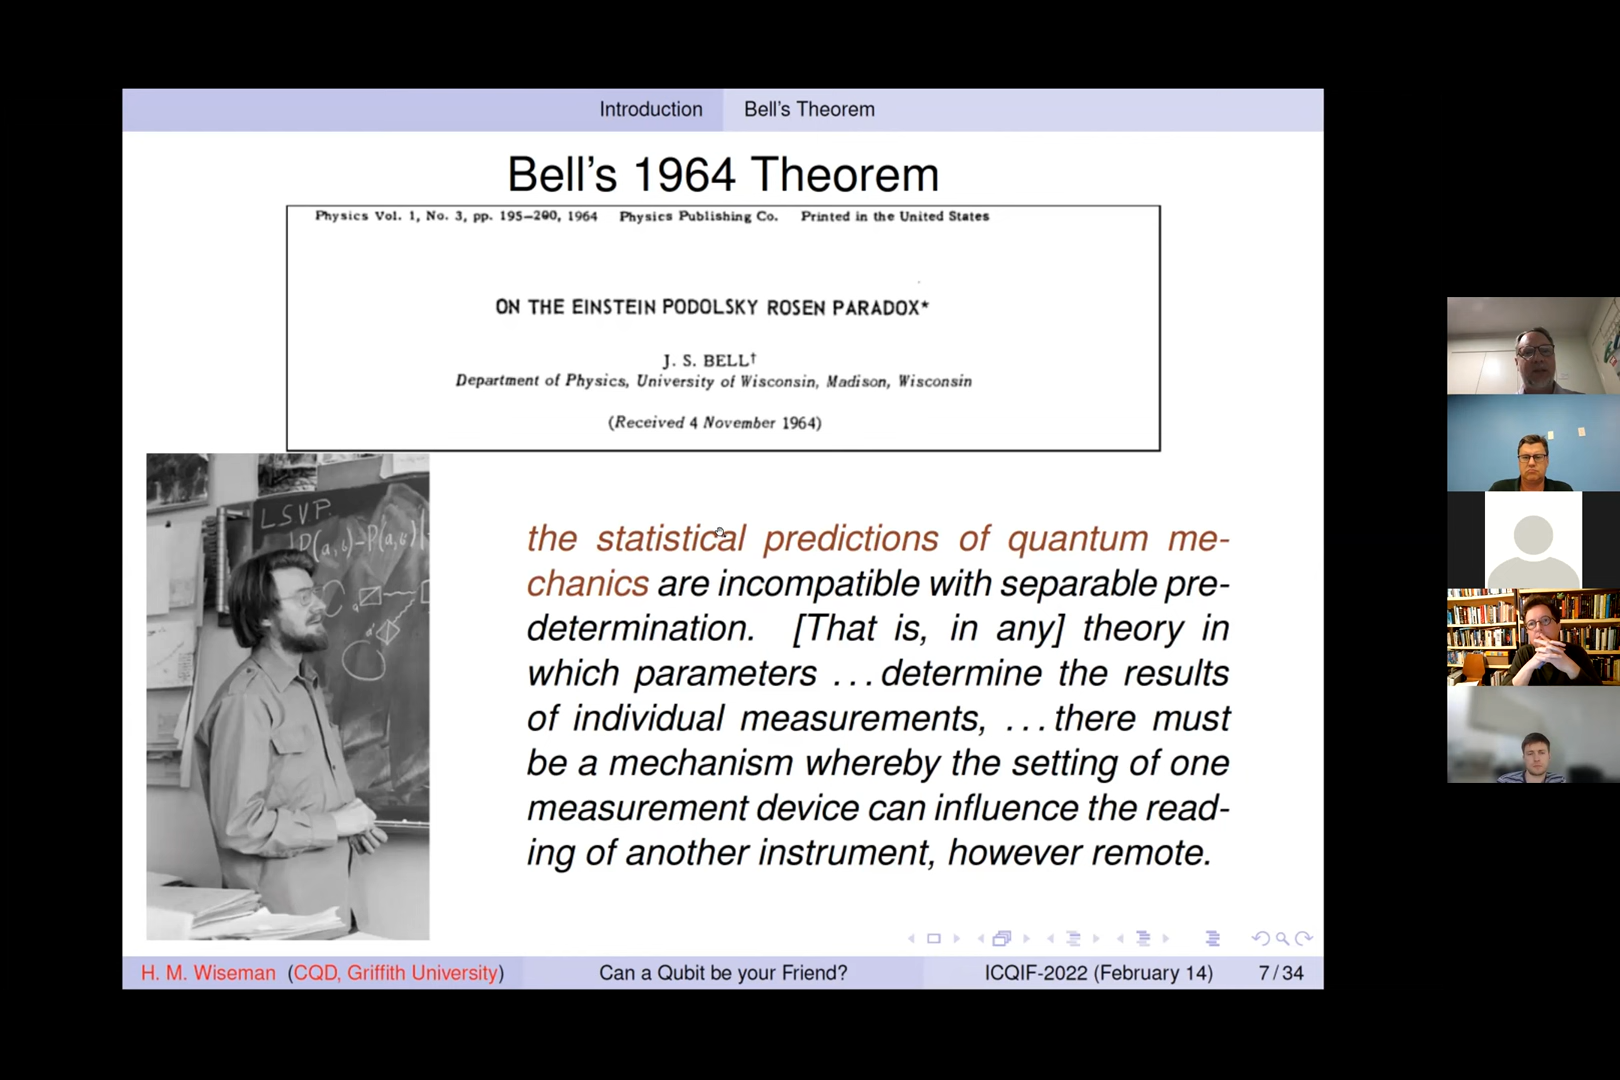 Introduction
Bell's Theorem
Bell's 1964 Theorem
Physics Vol. 1, No. 3, pp. 195–200, 1964 Physics Publishing Co. Printed in the United States
ON THE EINSTEIN PODOLSKY ROSEN PARADOX*
J. S. BELL†
Department of Physics, University of Wisconsin, Madison, Wisconsin
(Received 4 November 1964)
LSVP.
P(a,b)-P(a,c)
the statistical predictions of quantum me-
chanics are incompatible with separable pre-
determination. [That is, in any] theory in
which parameters ... determine the results
of individual measurements, ... there must
be a mechanism whereby the setting of one
measurement device can influence the read-
ing of another instrument, however remote.
H. M. Wiseman (CQD, Griffith University)
Can a Qubit be your Friend?
ICQIF-2022 (February 14)
7 / 34